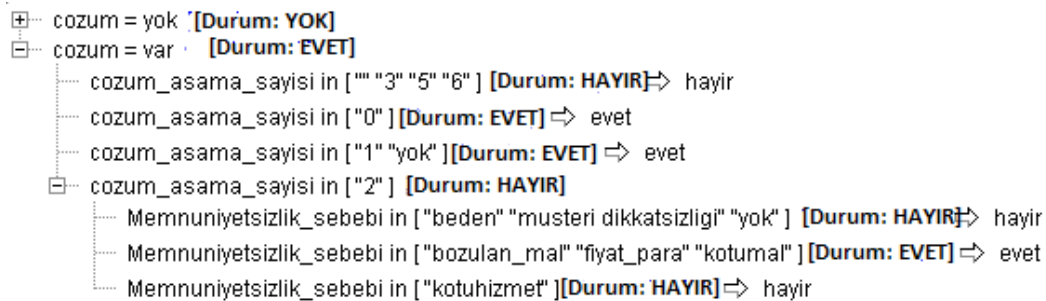 cozum = yok [Durum: YOK]
cozum = var [Durum: EVET]
cozum_asama_sayisi in ["" "3" "5" "6" ] [Durum: HAYIR] hayir
cozum_asama_sayisi in [ "0" ] [Durum: EVET] evet
cozum_asama_sayisi in [ "1" "yok" ] [Durum: EVET] evet
cozum_asama_sayisi in [ "2" ] [Durum: HAYIR]
Memnuniyetsizlik_sebebi in [ "beden" "musteri dikkatsizligi" "yok" ] [Durum: HAYIR] hayir
Memnuniyetsizlik_sebebi in [ "bozulan_mal" "fiyat_para" "kotumal" ] [Durum: EVET] evet
Memnuniyetsizlik_sebebi in [ "kotuhizmet" ] [Durum: HAYIR] hayir